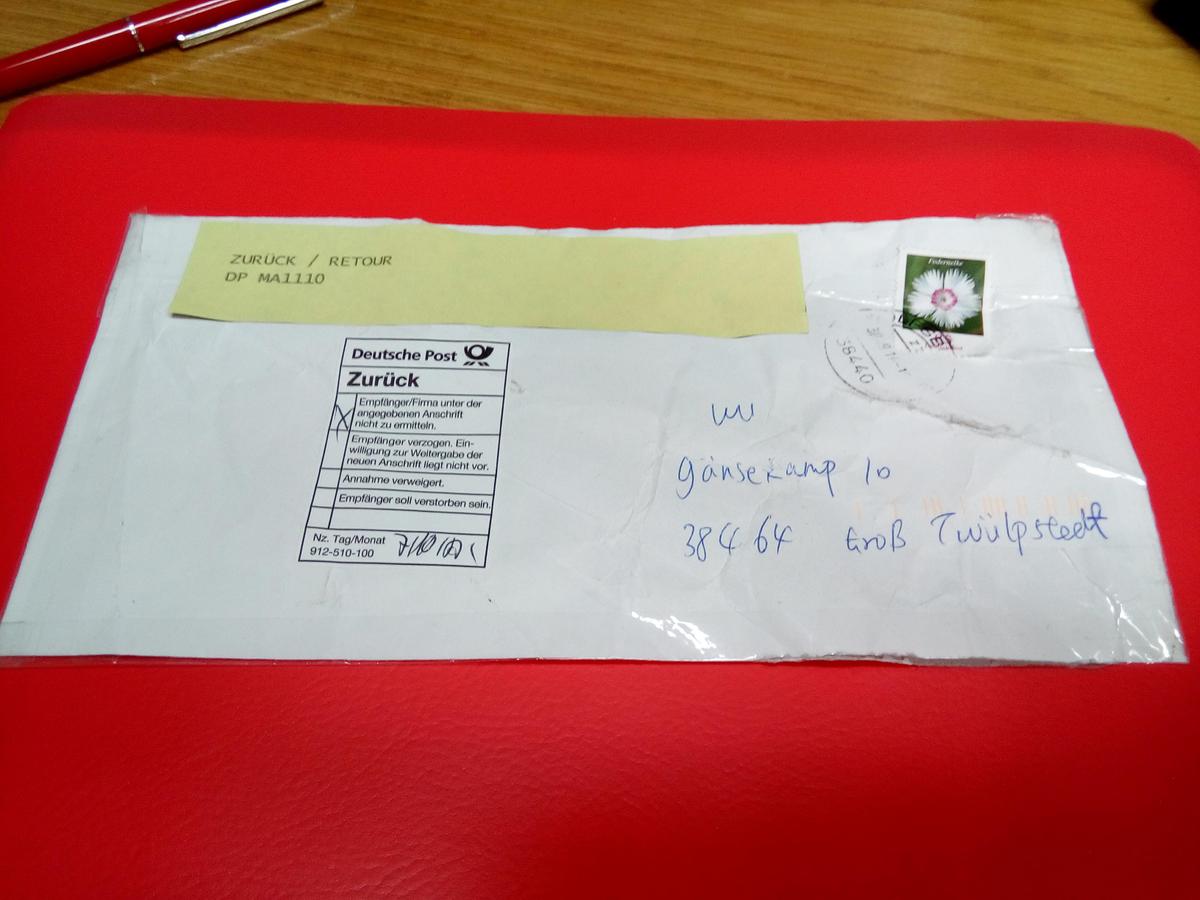 ZURÜCK / RETOUR
DP MA1110
Federnelke
38440
Deutsche Post
Zurück
Empfänger/Firma unter der
angegebenen Anschrift
nicht zu ermitteln.
Empfänger verzogen. Ein-
willigung zur Weitergabe der
neuen Anschrift liegt nicht vor.
Annahme verweigert.
Empfänger soll verstorben sein.
Nz. Tag/Monat
912-510-100
Gänsekamp 10
38464 Groß Twülpstedt